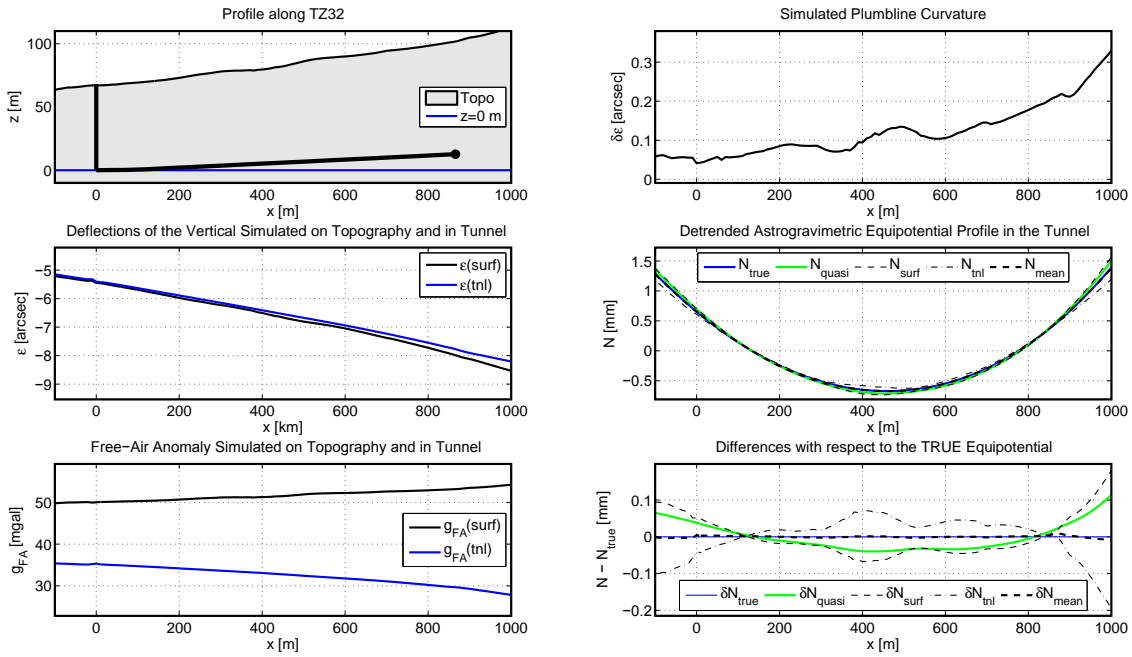 Profile along TZ32
100
50
0
z [m]
Topo
z=0 m
0 200 400 600 800 1000
x [m]
Simulated Plumbline Curvature
0.3
0.2
0.1
0
δε [arcsec]
0 200 400 600 800 1000
x [m]
Deflections of the Vertical Simulated on Topography and in Tunnel
−5
−6
−7
−8
−9
ε [arcsec]
ε(surf)
ε(tnl)
0 200 400 600 800 1000
x [km]
Detrended Astrogravimetric Equipotential Profile in the Tunnel
1.5
1
0.5
0
−0.5
N [mm]
N_true N_quasi N_surf N_tnl N_mean
0 200 400 600 800 1000
x [m]
Free−Air Anomaly Simulated on Topography and in Tunnel
50
40
30
g_FA [mgal]
g_FA(surf)
g_FA(tnl)
0 200 400 600 800 1000
x [m]
Differences with respect to the TRUE Equipotential
0.1
0
−0.1
−0.2
N − N_true [mm]
δN_true δN_quasi δN_surf δN_tnl δN_mean
0 200 400 600 800 1000
x [m]